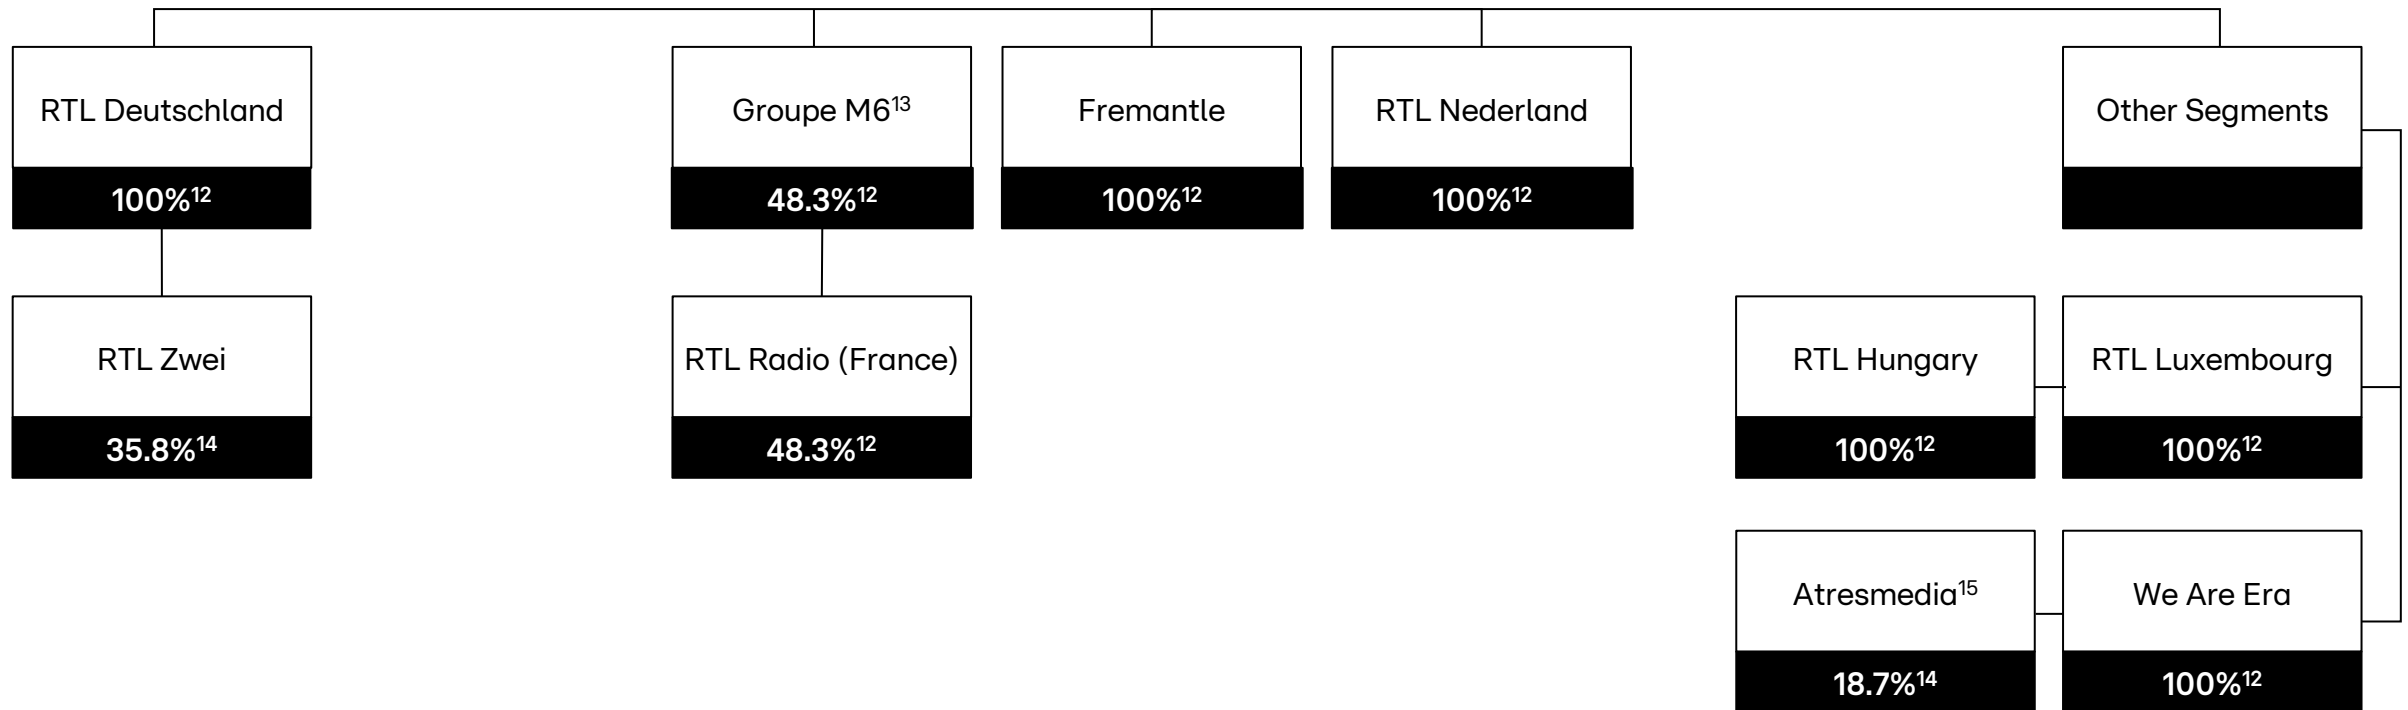 RTL Deutschland
100%¹²
Groupe M6¹³
48.3%¹²
Fremantle
100%¹²
RTL Nederland
100%¹²
Other Segments
RTL Zwei
35.8%¹⁴
RTL Radio (France)
48.3%¹²
RTL Hungary
100%¹²
RTL Luxembourg
100%¹²
Atresmedia¹⁵
18.7%¹⁴
We Are Era
100%¹²